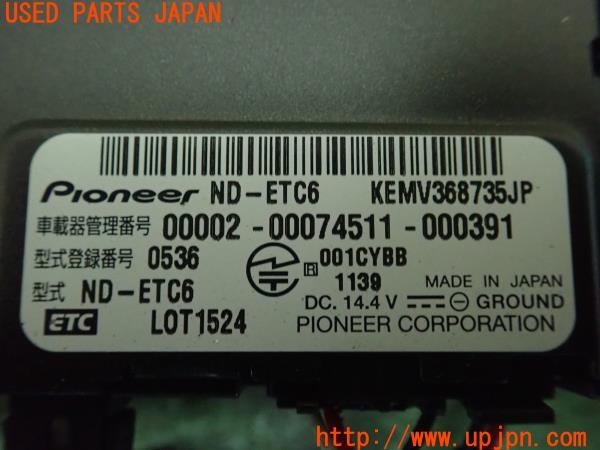 USED PARTS JAPAN
Pioneer ND-ETC6 KEMV368735JP
車載器管理番号 00002-00074511-000391
型式登録番号 0536
R 001CYBB
1139
型式 ND-ETC6
MADE IN JAPAN
DC. 14.4V GROUND
ETC LOT1524
PIONEER CORPORATION
http://www.upjpn.com/